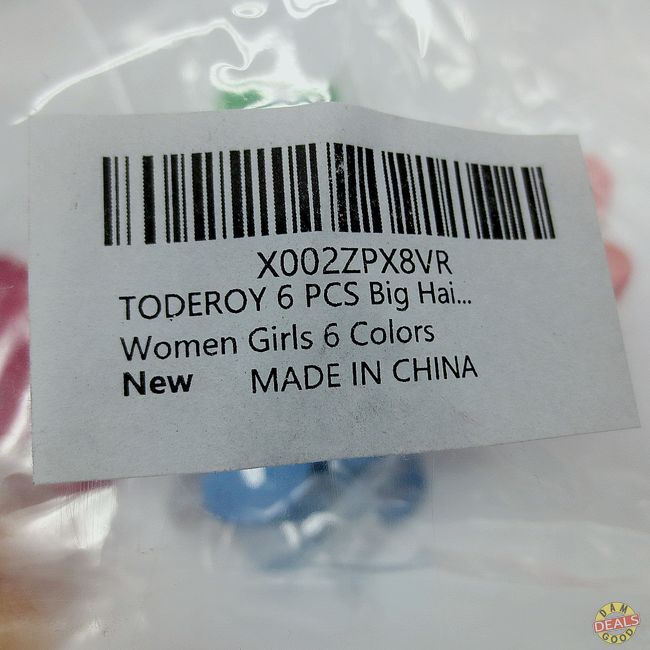 X002ZPX8VR
TODEROY 6 PCS Big Hai...
Women Girls 6 Colors
New MADE IN CHINA
DAM
DEALS
GOOD